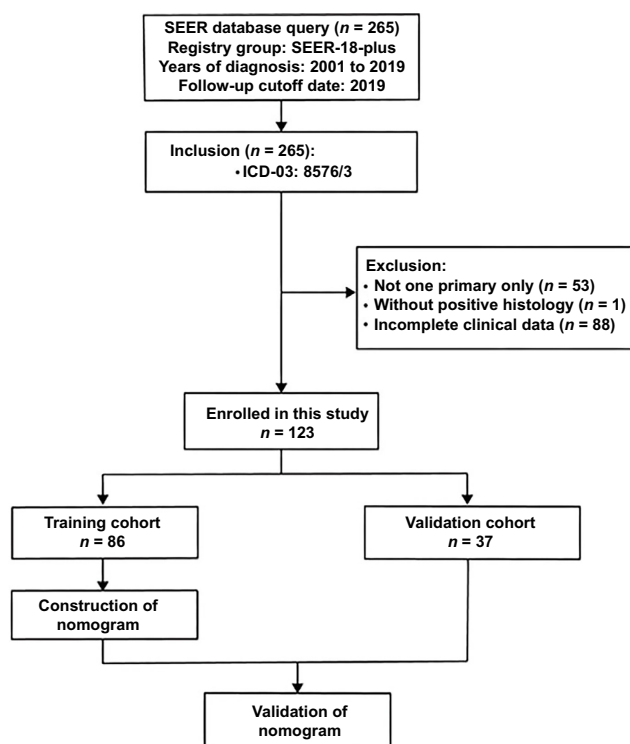 SEER database query (n = 265)
Registry group: SEER-18-plus
Years of diagnosis: 2001 to 2019
Follow-up cutoff date: 2019
Inclusion (n = 265):
• ICD-03: 8576/3
Exclusion:
• Not one primary only (n = 53)
• Without positive histology (n = 1)
• Incomplete clinical data (n = 88)
Enrolled in this study
n = 123
Training cohort
n = 86
Validation cohort
n = 37
Construction of
nomogram
Validation of
nomogram